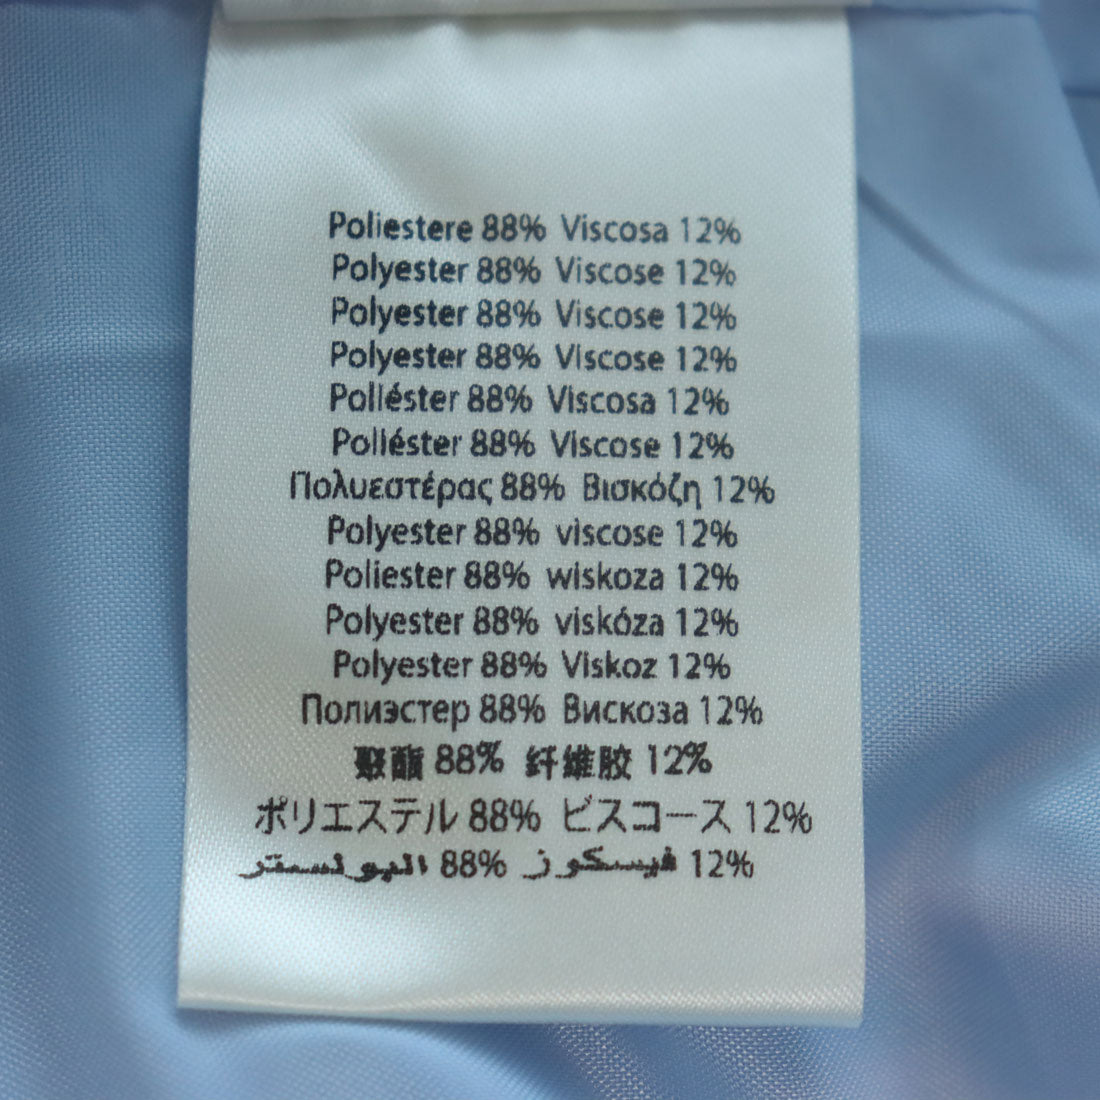 Poliestere 88% Viscosa 12%
Polyester 88% Viscose 12%
Polyester 88% Viscose 12%
Polyester 88% Viscose 12%
Poliéster 88% Viscosa 12%
Poliéster 88% Viscose 12%
Πολυεστέρας 88% Βισκόζη 12%
Polyester 88% viscose 12%
Poliester 88% wiskoza 12%
Polyester 88% viskóza 12%
Polyester 88% Viskoz 12%
Полиэстер 88% Вискоза 12%
聚酯 88% 纤维胶 12%
ポリエステル 88% ビスコース 12%
البولستر 88% فيسكوز 12%